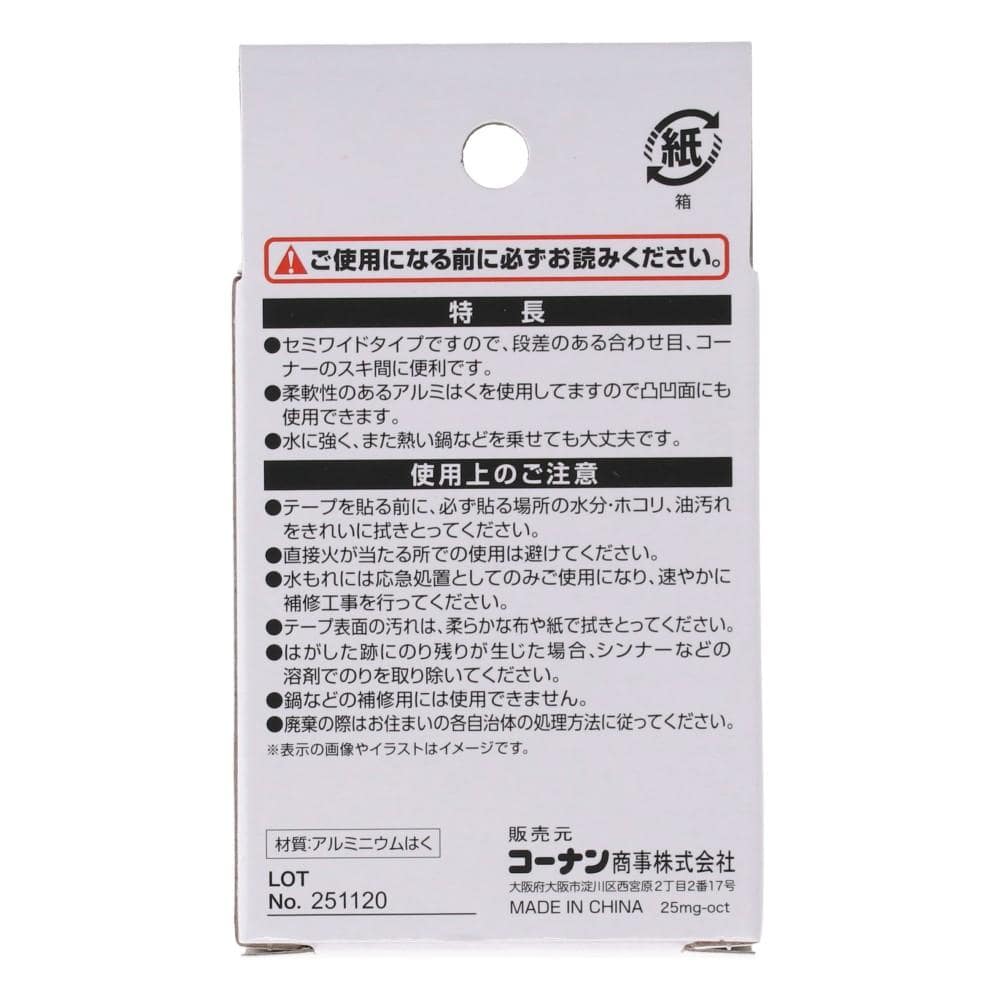 紙
箱
ご使用になる前に必ずお読みください。
特 長
●セミワイドタイプですので、段差のある合わせ目、コー
ナーのスキ間に便利です。
●柔軟性のあるアルミはくを使用してますので凸凹面にも
使用できます。
●水に強く、また熱い鍋などを乗せても大丈夫です。
使用上のご注意
●テープを貼る前に、必ず貼る場所の水分・ホコリ、油汚れ
をきれいに拭きとってください。
●直接火が当たる所での使用は避けてください。
●水もれには応急処置としてのみご使用になり、速やかに
補修工事を行ってください。
●テープ表面の汚れは、柔らかな布や紙で拭きとってください。
●はがした跡にのり残りが生じた場合、シンナーなどの
溶剤でのりを取り除いてください。
●鍋などの補修用には使用できません。
●廃棄の際はお住まいの各自治体の処理方法に従ってください。
※表示の画像やイラストはイメージです。
材質:アルミニウムはく
LOT
No. 251120
販売元
コーナン商事株式会社
大阪府大阪市淀川区西宮原2丁目2番17号
MADE IN CHINA 25mg-oct